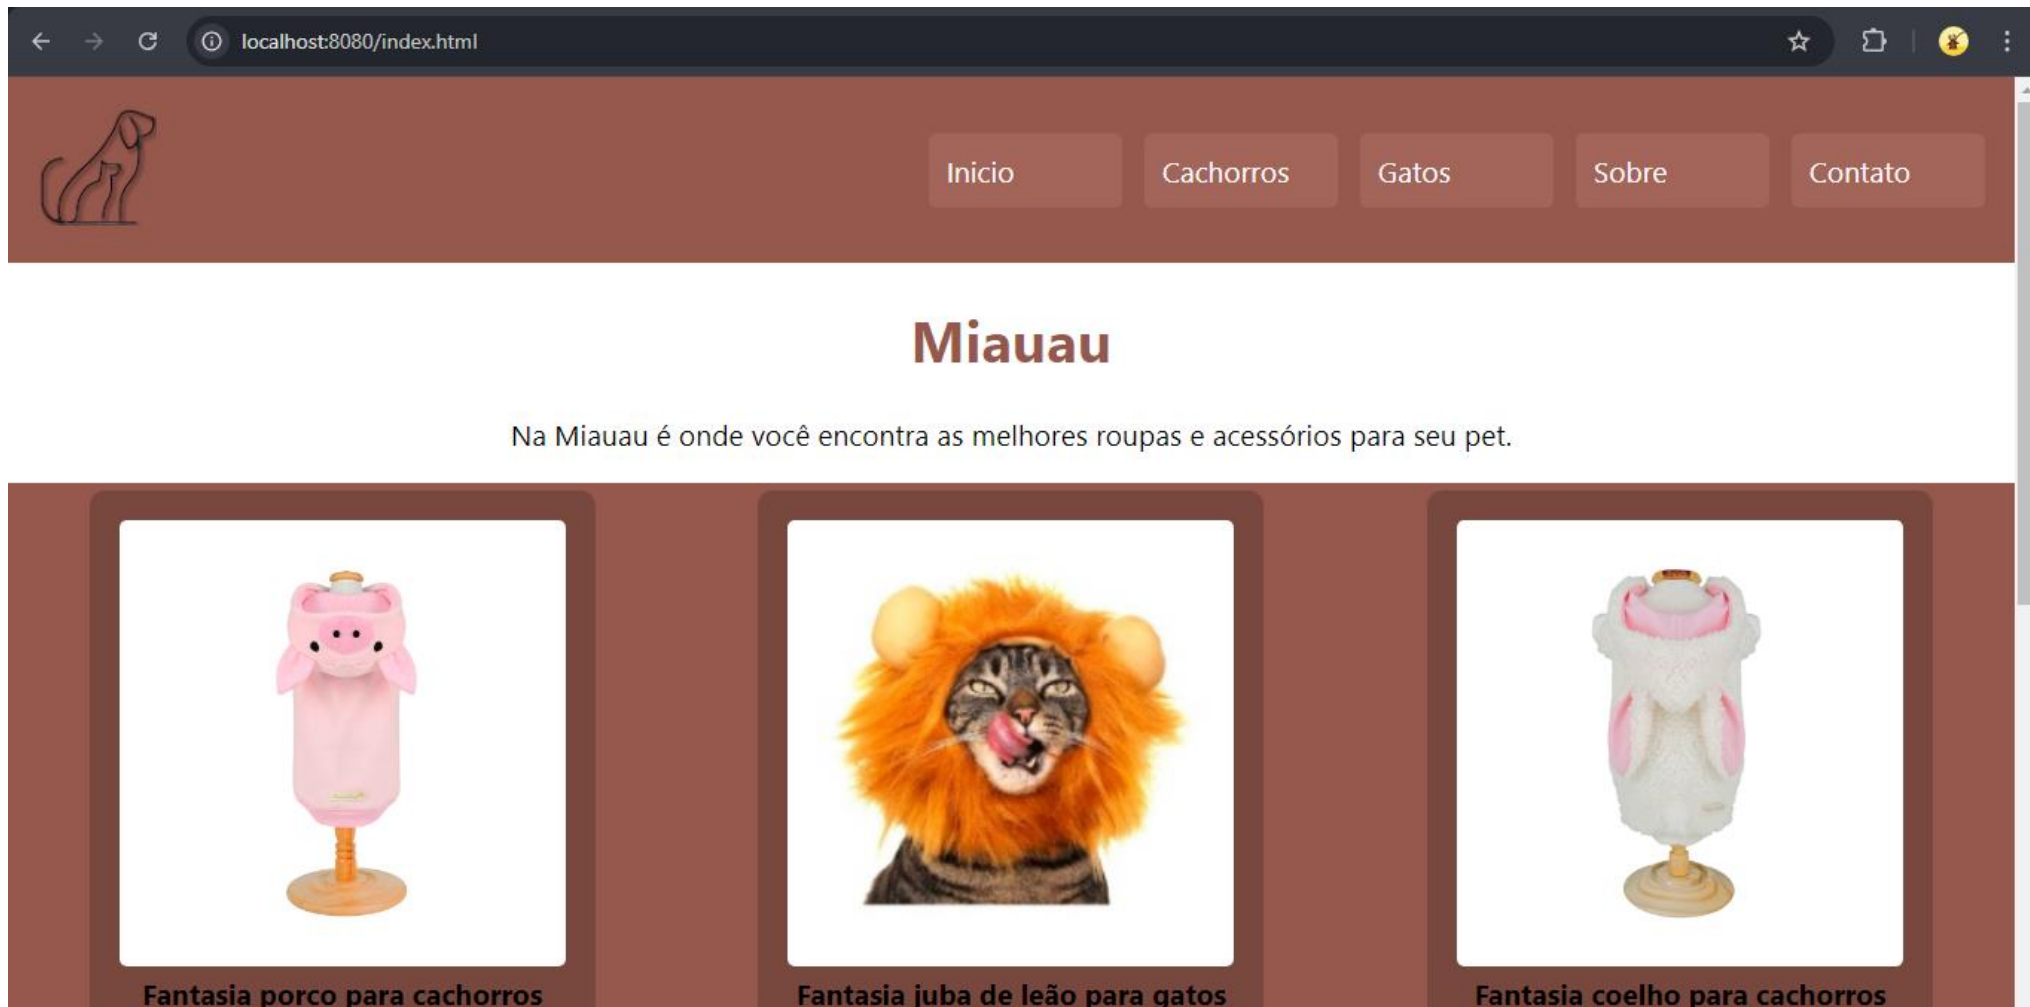 localhost:8080/index.html
Inicio Cachorros Gatos Sobre Contato
Miauau
Na Miauau é onde você encontra as melhores roupas e acessórios para seu pet.
Fantasia porco para cachorros
Fantasia juba de leão para gatos
Fantasia coelho para cachorros